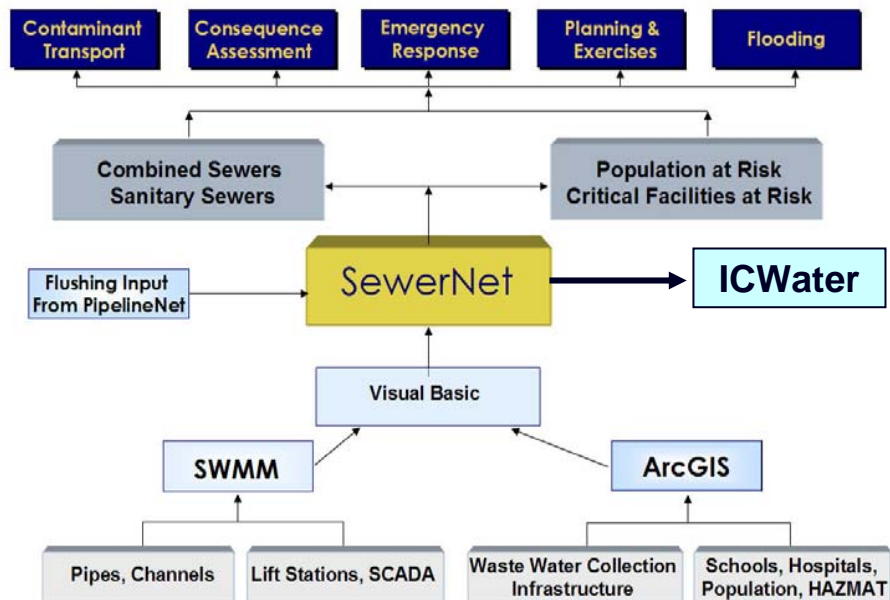 Contaminant
Transport
Consequence
Assessment
Emergency
Response
Planning &
Exercises
Flooding
Combined Sewers
Sanitary Sewers
Population at Risk
Critical Facilities at Risk
Flushing Input
From PipelineNet
SewerNet
ICWater
Visual Basic
SWMM
ArcGIS
Pipes, Channels
Lift Stations, SCADA
Waste Water Collection
Infrastructure
Schools, Hospitals,
Population, HAZMAT